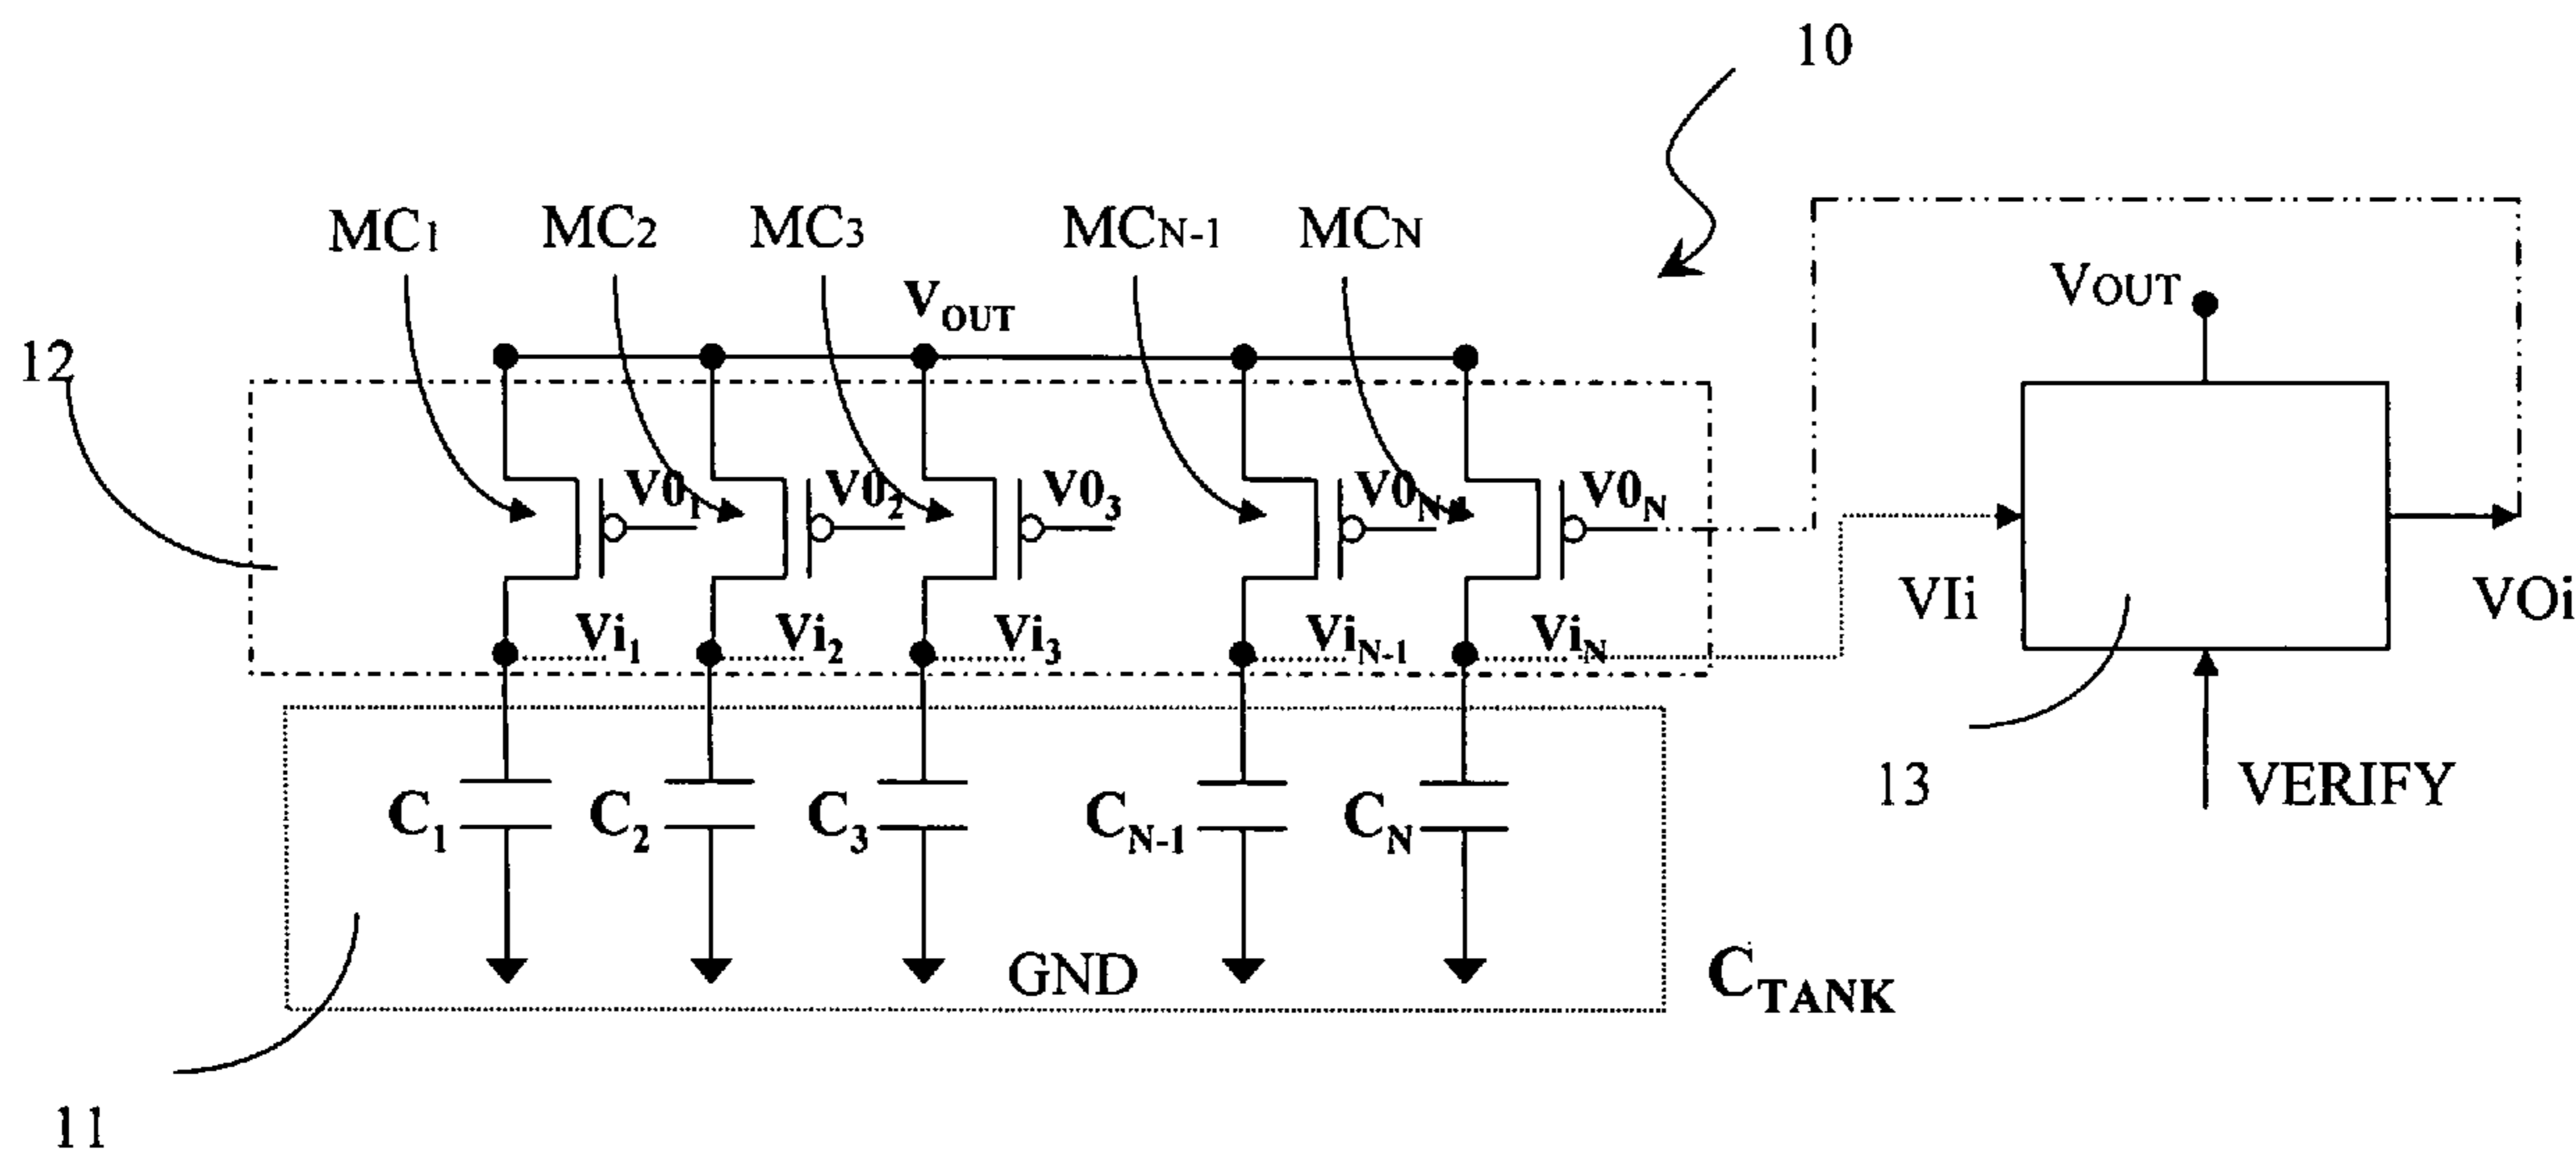 10
MC1 MC2 MC3 MCN-1 MCN
VOUT
VOUT
12
V01 V02 V03 V0N-1 V0N
VIi
VOi
Vi1 Vi2 Vi3 ViN-1 ViN
13
VERIFY
C1 C2 C3 CN-1 CN
GND
CTANK
11